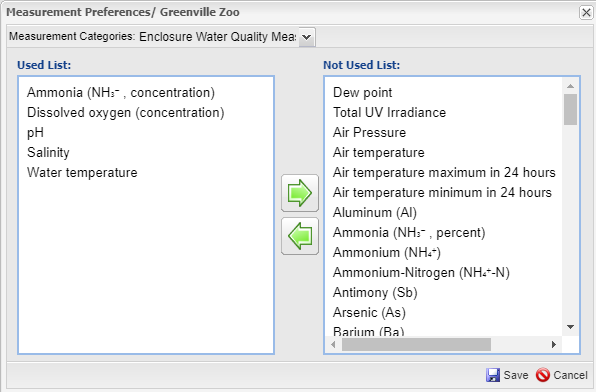 Measurement Preferences/ Greenville Zoo
Measurement Categories: Enclosure Water Quality Meas
Used List:
Ammonia (NH₃⁻ , concentration)
Dissolved oxygen (concentration)
pH
Salinity
Water temperature
Not Used List:
Dew point
Total UV Irradiance
Air Pressure
Air temperature
Air temperature maximum in 24 hours
Air temperature minimum in 24 hours
Aluminum (Al)
Ammonia (NH₃⁻ , percent)
Ammonium (NH₄⁺)
Ammonium-Nitrogen (NH₄⁺-N)
Antimony (Sb)
Arsenic (As)
Barium (Ba)
Save
Cancel